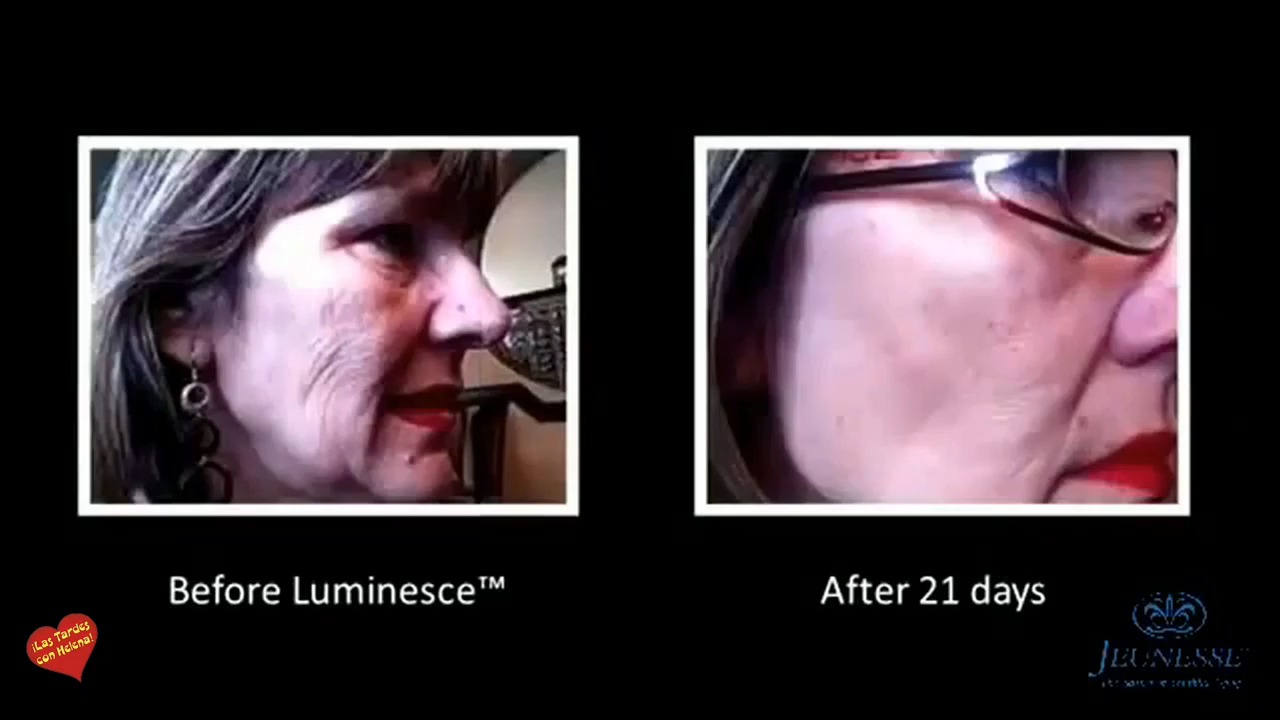 Before Luminesce™
After 21 days
¡Las Tardes
con Helena!
JEUNESSE